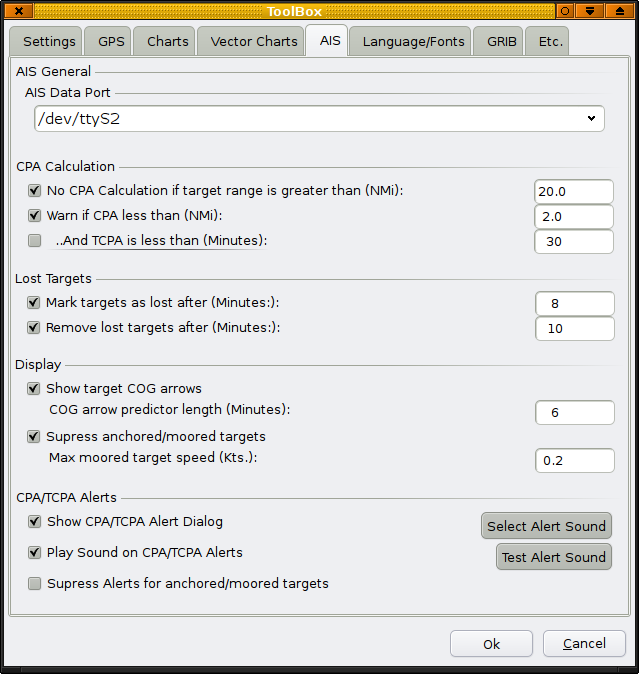 ToolBox
Settings GPS Charts Vector Charts AIS Language/Fonts GRIB Etc.
AIS General
AIS Data Port
/dev/ttyS2
CPA Calculation
No CPA Calculation if target range is greater than (NMi): 20.0
Warn if CPA less than (NMi): 2.0
..And TCPA is less than (Minutes): 30
Lost Targets
Mark targets as lost after (Minutes:): 8
Remove lost targets after (Minutes:): 10
Display
Show target COG arrows
COG arrow predictor length (Minutes): 6
Supress anchored/moored targets
Max moored target speed (Kts.): 0.2
CPA/TCPA Alerts
Show CPA/TCPA Alert Dialog Select Alert Sound
Play Sound on CPA/TCPA Alerts Test Alert Sound
Supress Alerts for anchored/moored targets
Ok Cancel